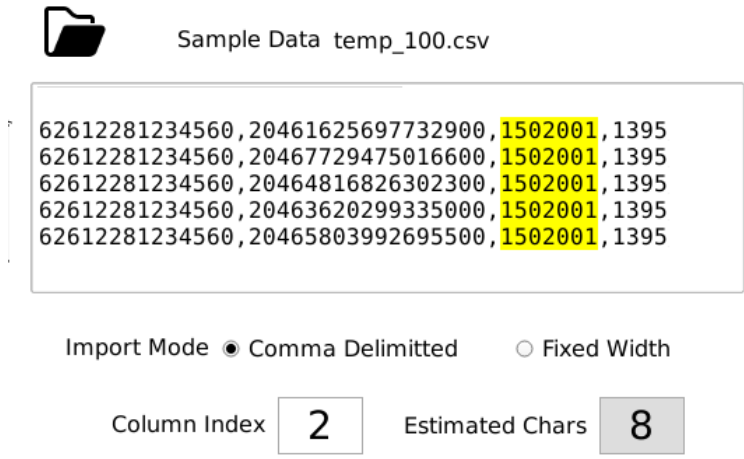 Sample Data temp_100.csv
62612281234560,20461625697732900,1502001,1395
62612281234560,20467729475016600,1502001,1395
62612281234560,20464816826302300,1502001,1395
62612281234560,20463620299335000,1502001,1395
62612281234560,20465803992695500,1502001,1395
Import Mode Comma Delimitted Fixed Width
Column Index 2 Estimated Chars 8